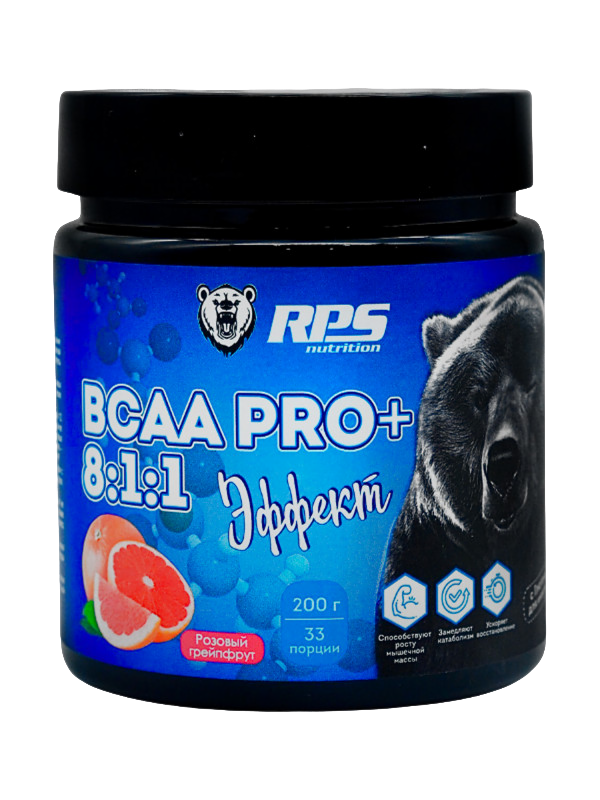 RPS
nutrition
BCAA PRO+
8:1:1
Эффект
200 г
33
порции
Розовый
грейпфрут
Способствуют
росту
мышечной
массы
Замедляют
катаболизм
Ускоряют
восстановление